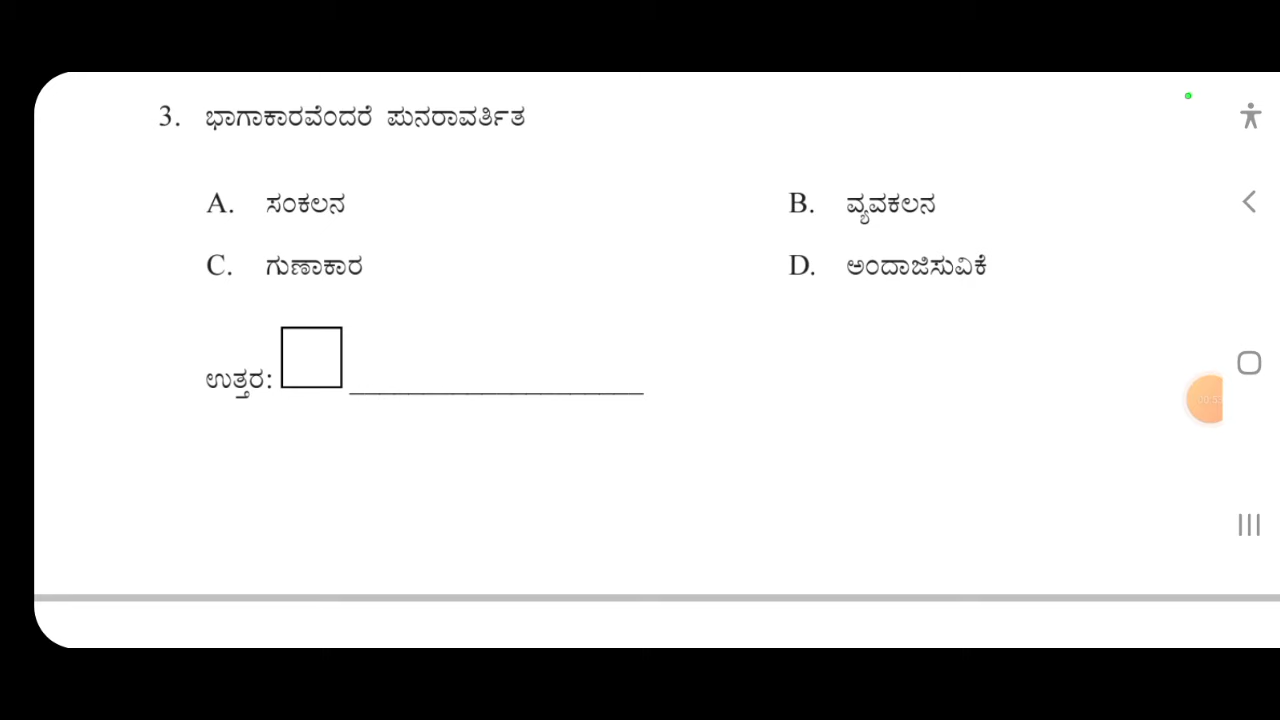 3. ಭಾಗಾಕಾರವೆಂದರೆ ಪುನರಾವರ್ತಿತ
A. ಸಂಕಲನ B. ವ್ಯವಕಲನ
C. ಗುಣಾಕಾರ D. ಅಂದಾಜಿಸುವಿಕೆ
ಉತ್ತರ: